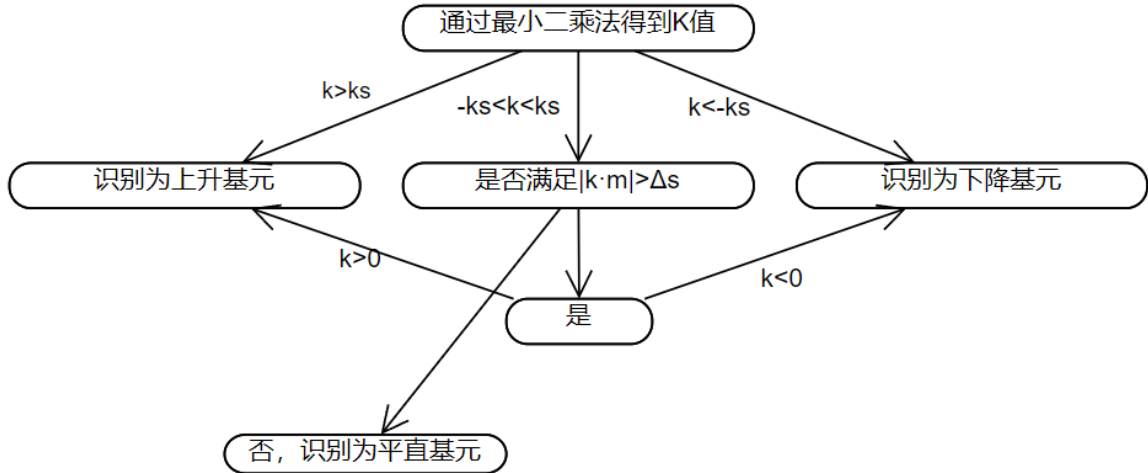 通过最小二乘法得到K值
k>ks
-ks<k<ks
k<-ks
识别为上升基元
是否满足|k·m|>Δs
识别为下降基元
k>0
k<0
是
否，识别为平直基元